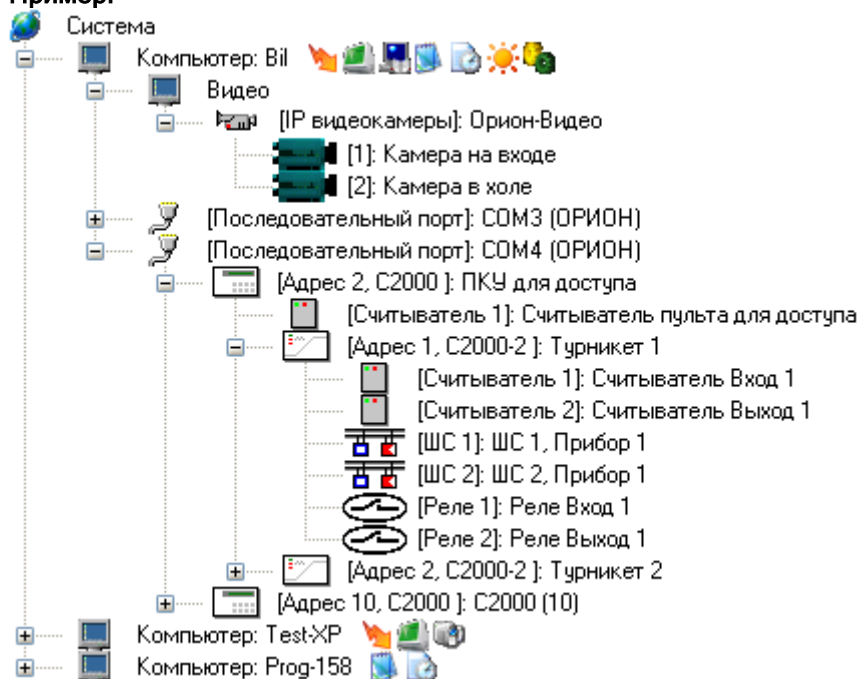 Пример:
Система
Компьютер: Bil
Видео
[IP видеокамеры]: Орион-Видео
[1]: Камера на входе
[2]: Камера в холе
[Последовательный порт]: COM3 (ОРИОН)
[Последовательный порт]: COM4 (ОРИОН)
[Адрес 2, С2000 ]: ПКУ для доступа
[Считыватель 1]: Считыватель пульта для доступа
[Адрес 1, С2000-2 ]: Турникет 1
[Считыватель 1]: Считыватель Вход 1
[Считыватель 2]: Считыватель Выход 1
[ШС 1]: ШС 1, Прибор 1
[ШС 2]: ШС 2, Прибор 1
[Реле 1]: Реле Вход 1
[Реле 2]: Реле Выход 1
[Адрес 2, С2000-2 ]: Турникет 2
[Адрес 10, С2000 ]: С2000 (10)
Компьютер: Test-XP
Компьютер: Prog-158